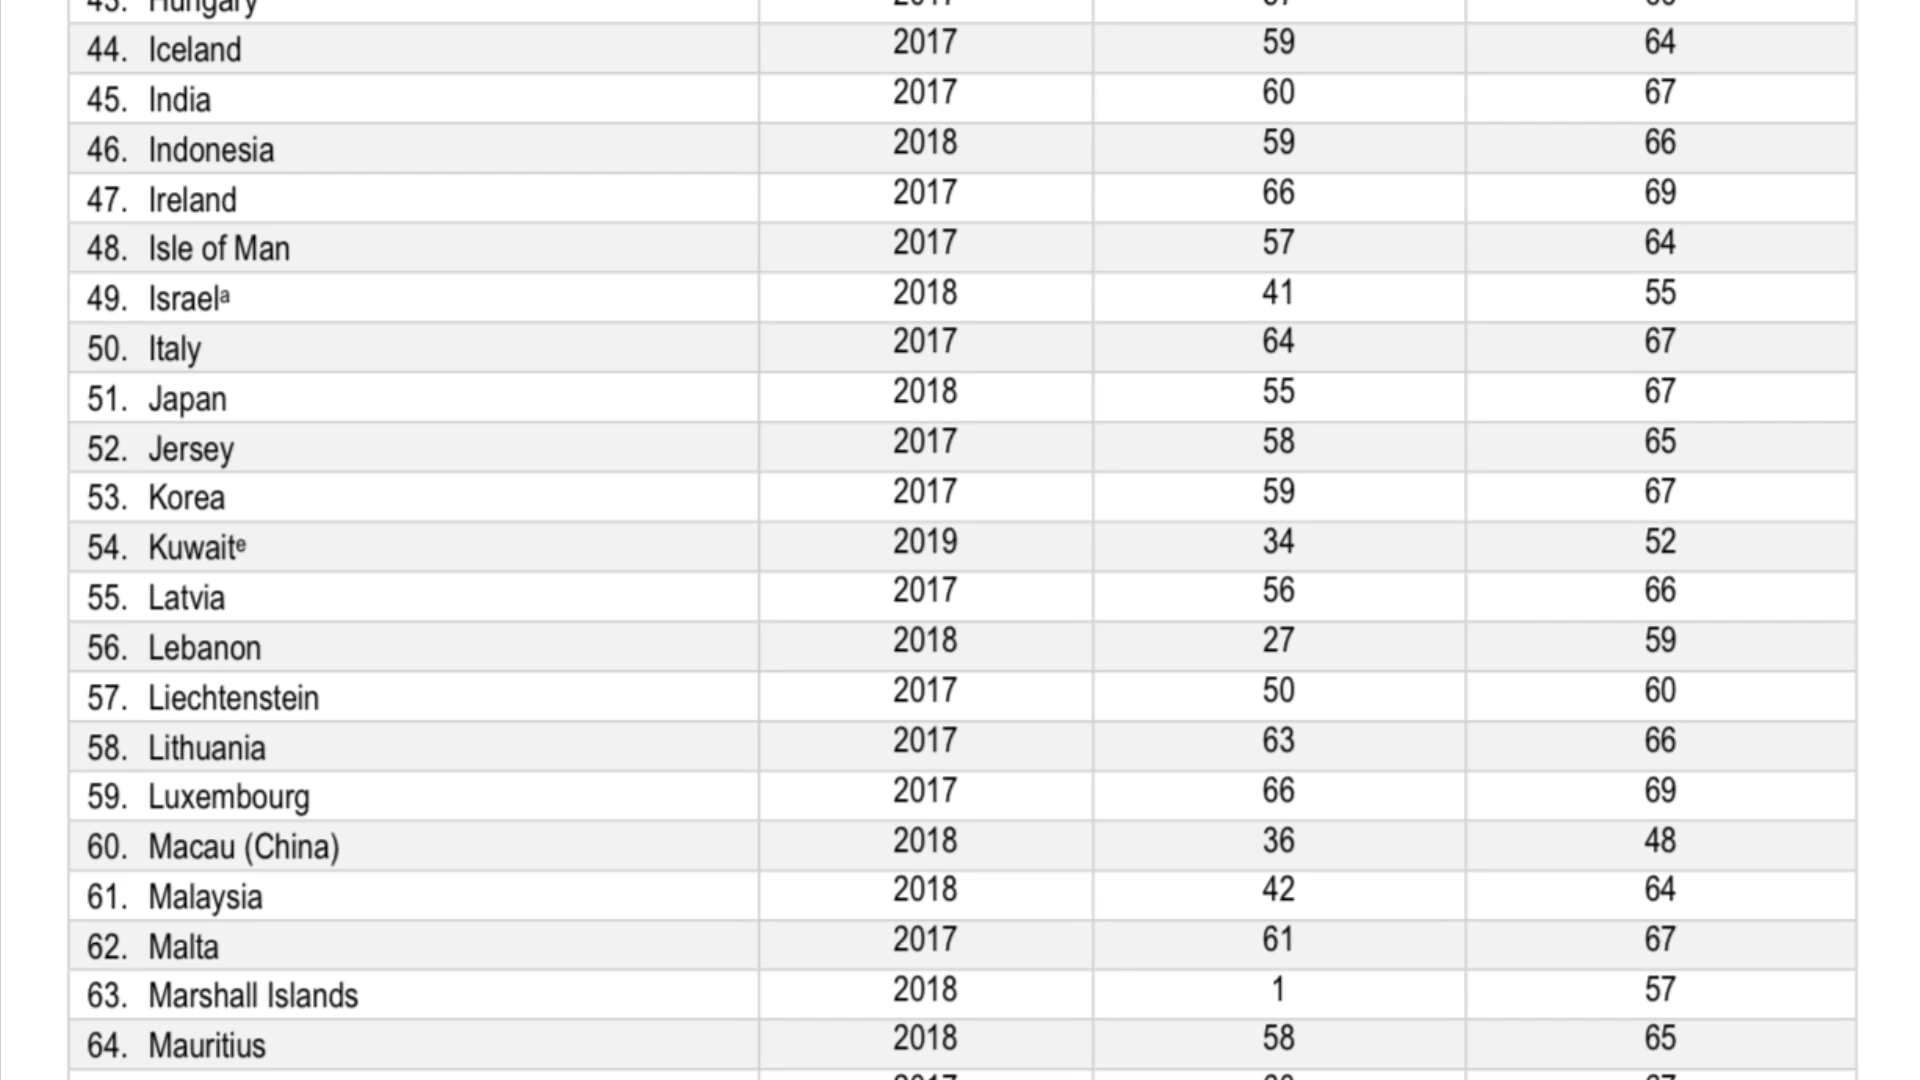 43. Hungary 2017
44. Iceland 2017 59 64
45. India 2017 60 67
46. Indonesia 2018 59 66
47. Ireland 2017 66 69
48. Isle of Man 2017 57 64
49. Israelᵃ 2018 41 55
50. Italy 2017 64 67
51. Japan 2018 55 67
52. Jersey 2017 58 65
53. Korea 2017 59 67
54. Kuwaitᵉ 2019 34 52
55. Latvia 2017 56 66
56. Lebanon 2018 27 59
57. Liechtenstein 2017 50 60
58. Lithuania 2017 63 66
59. Luxembourg 2017 66 69
60. Macau (China) 2018 36 48
61. Malaysia 2018 42 64
62. Malta 2017 61 67
63. Marshall Islands 2018 1 57
64. Mauritius 2018 58 65
2017